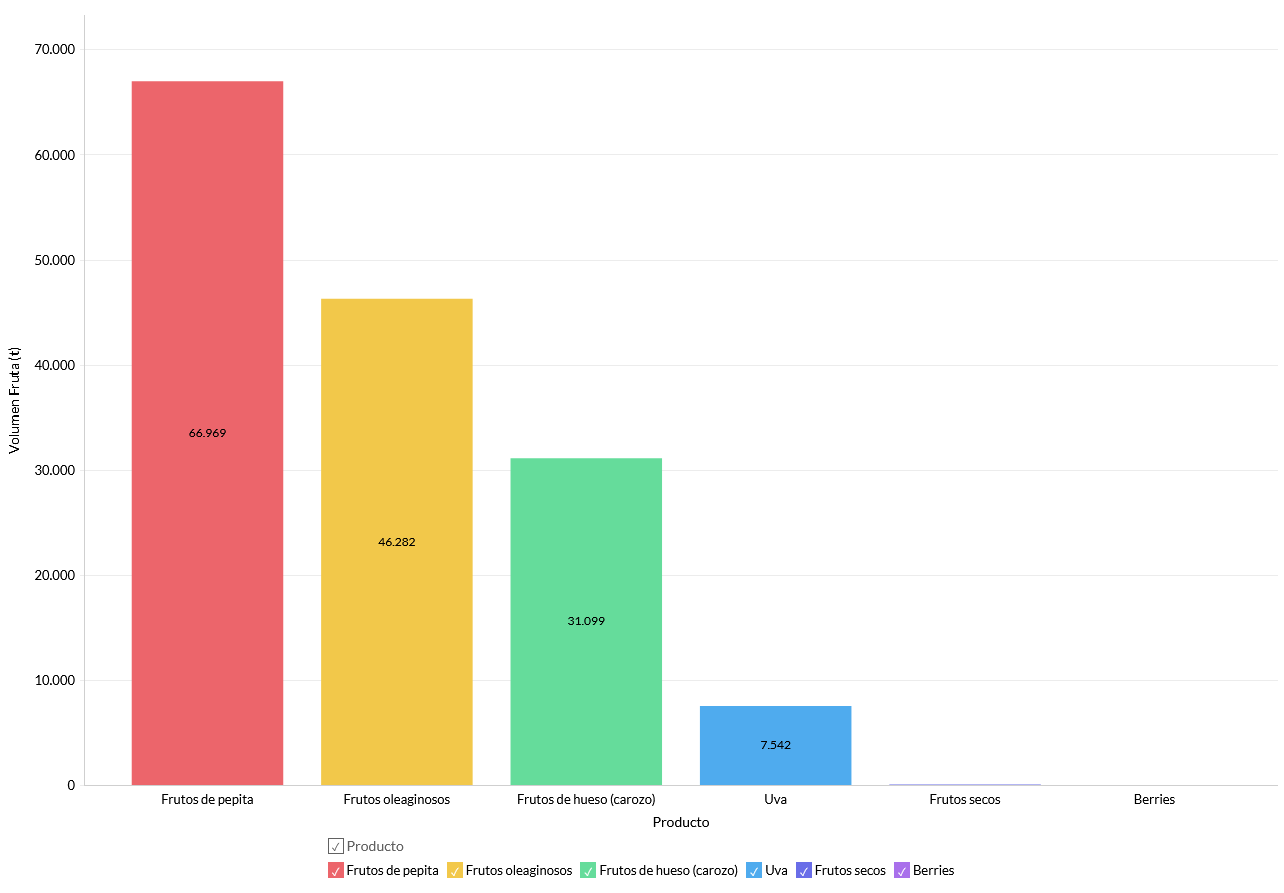 Volumen Fruta (t)
70.000
60.000
50.000
40.000
30.000
20.000
10.000
0
66.969
46.282
31.099
7.542
Frutos de pepita Frutos oleaginosos Frutos de hueso (carozo) Uva Frutos secos Berries
Producto
Producto
Frutos de pepita Frutos oleaginosos Frutos de hueso (carozo) Uva Frutos secos Berries